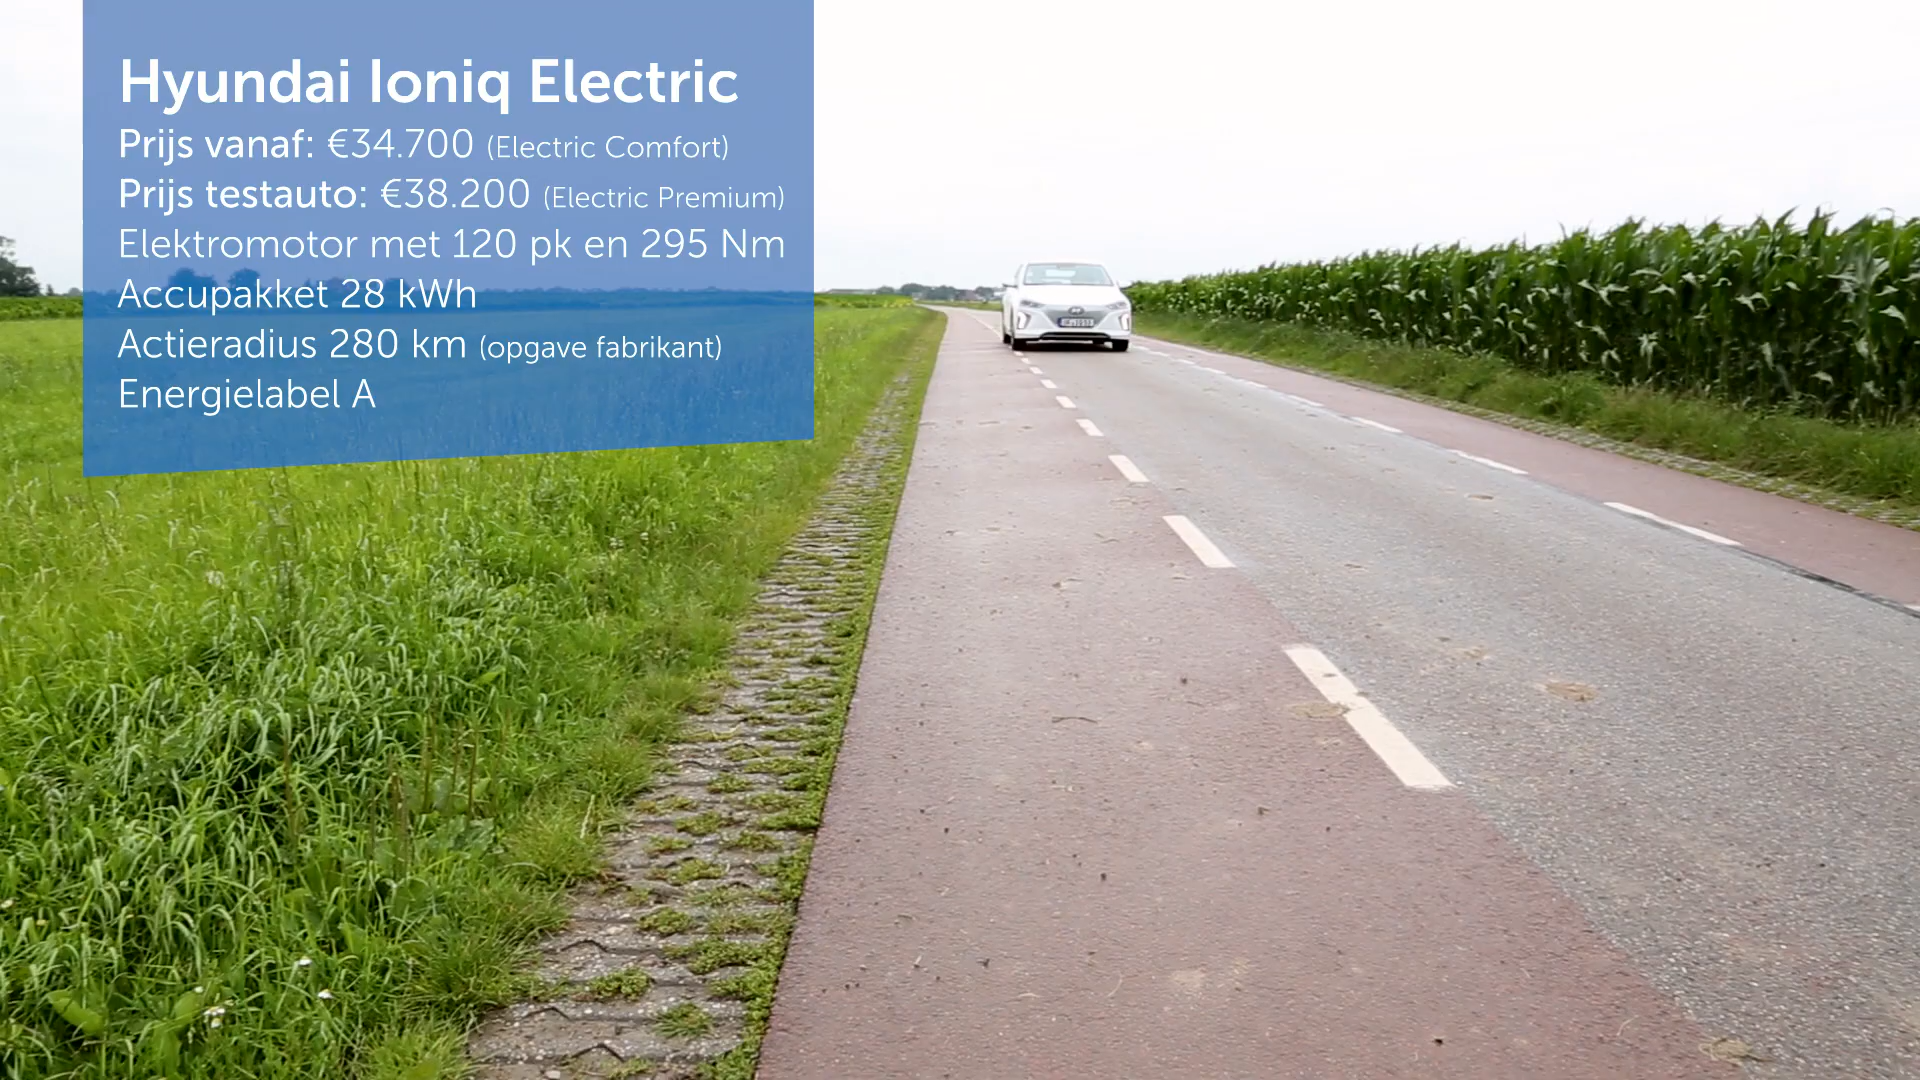 Hyundai Ioniq Electric
Prijs vanaf: €34.700 (Electric Comfort)
Prijs testauto: €38.200 (Electric Premium)
Elektromotor met 120 pk en 295 Nm
Accupakket 28 kWh
Actieradius 280 km (opgave fabrikant)
Energielabel A